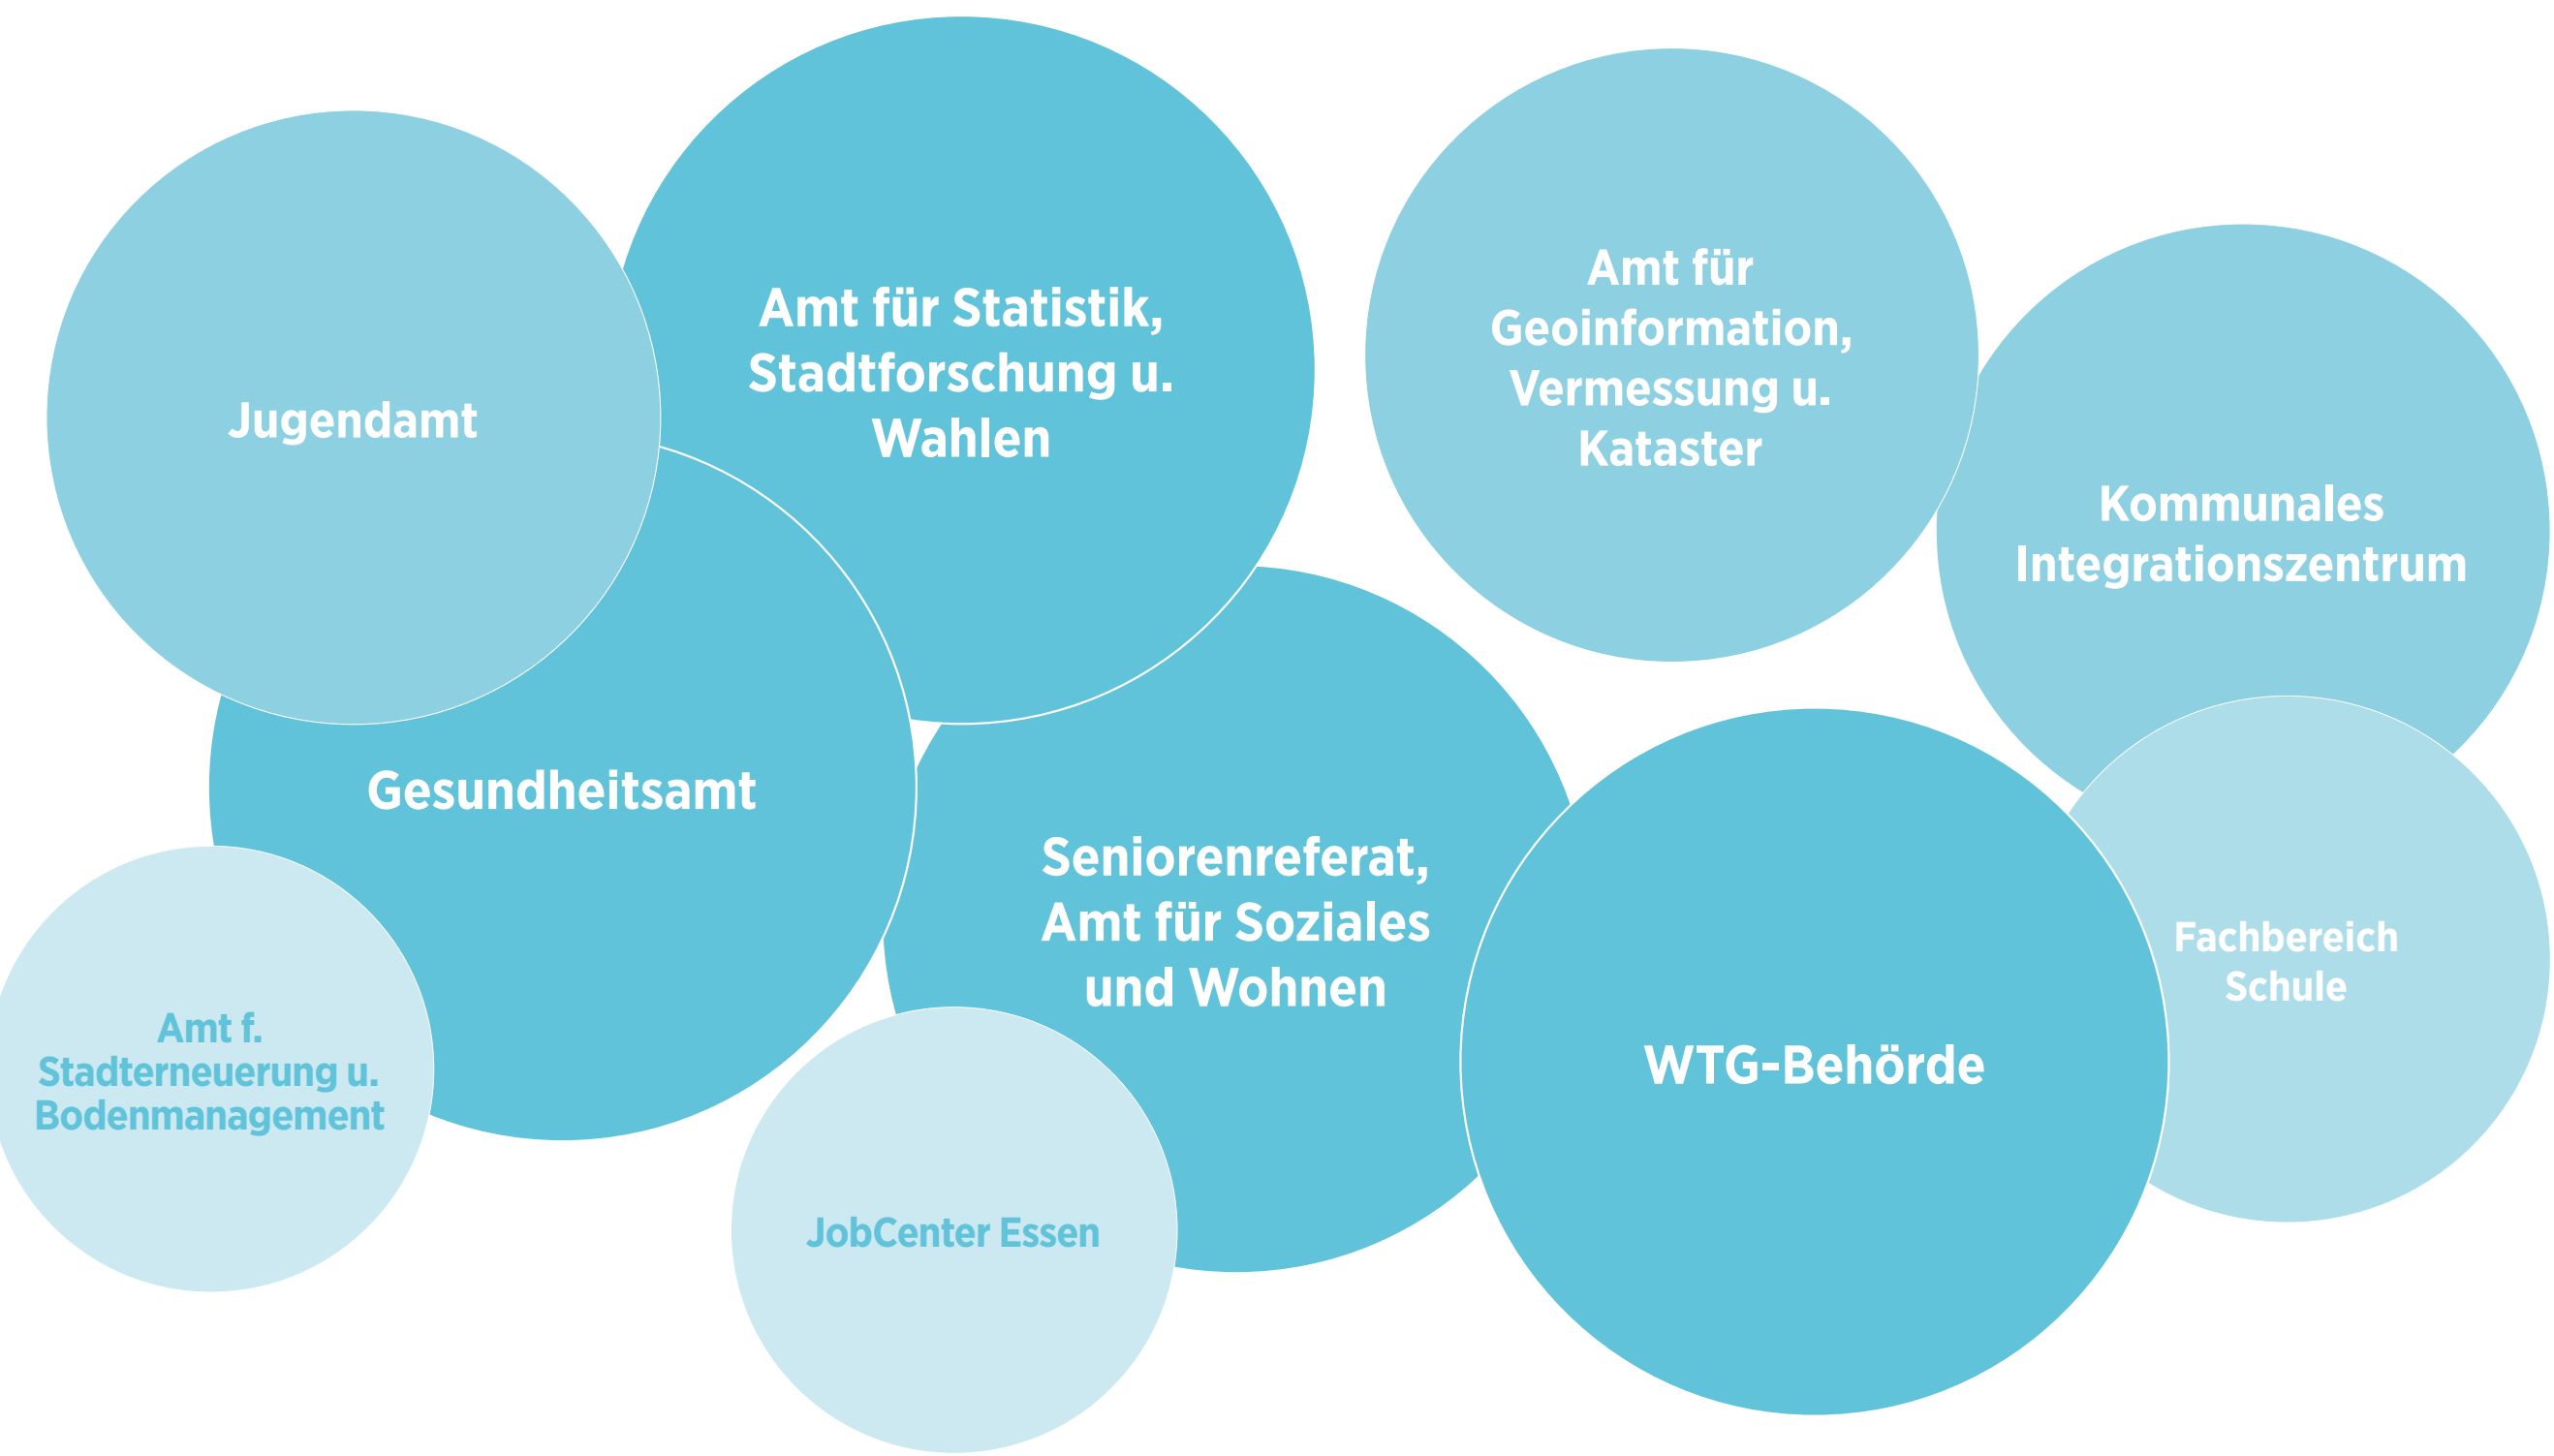 Jugendamt
Amt für Statistik,
Stadtforschung u.
Wahlen
Amt für
Geoinformation,
Vermessung u.
Kataster
Kommunales
Integrationszentrum
Gesundheitsamt
Seniorenreferat,
Amt für Soziales
und Wohnen
WTG-Behörde
Fachbereich
Schule
Amt f.
Stadterneuerung u.
Bodenmanagement
JobCenter Essen